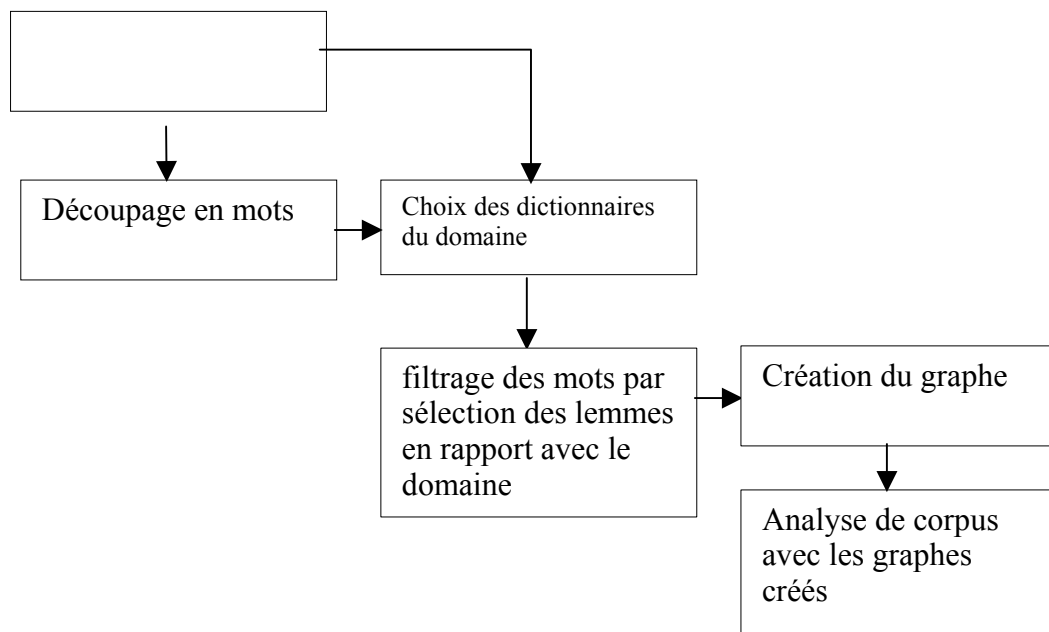 Découpage en mots
Choix des dictionnaires
du domaine
filtrage des mots par
sélection des lemmes
en rapport avec le
domaine
Création du graphe
Analyse de corpus
avec les graphes
créés